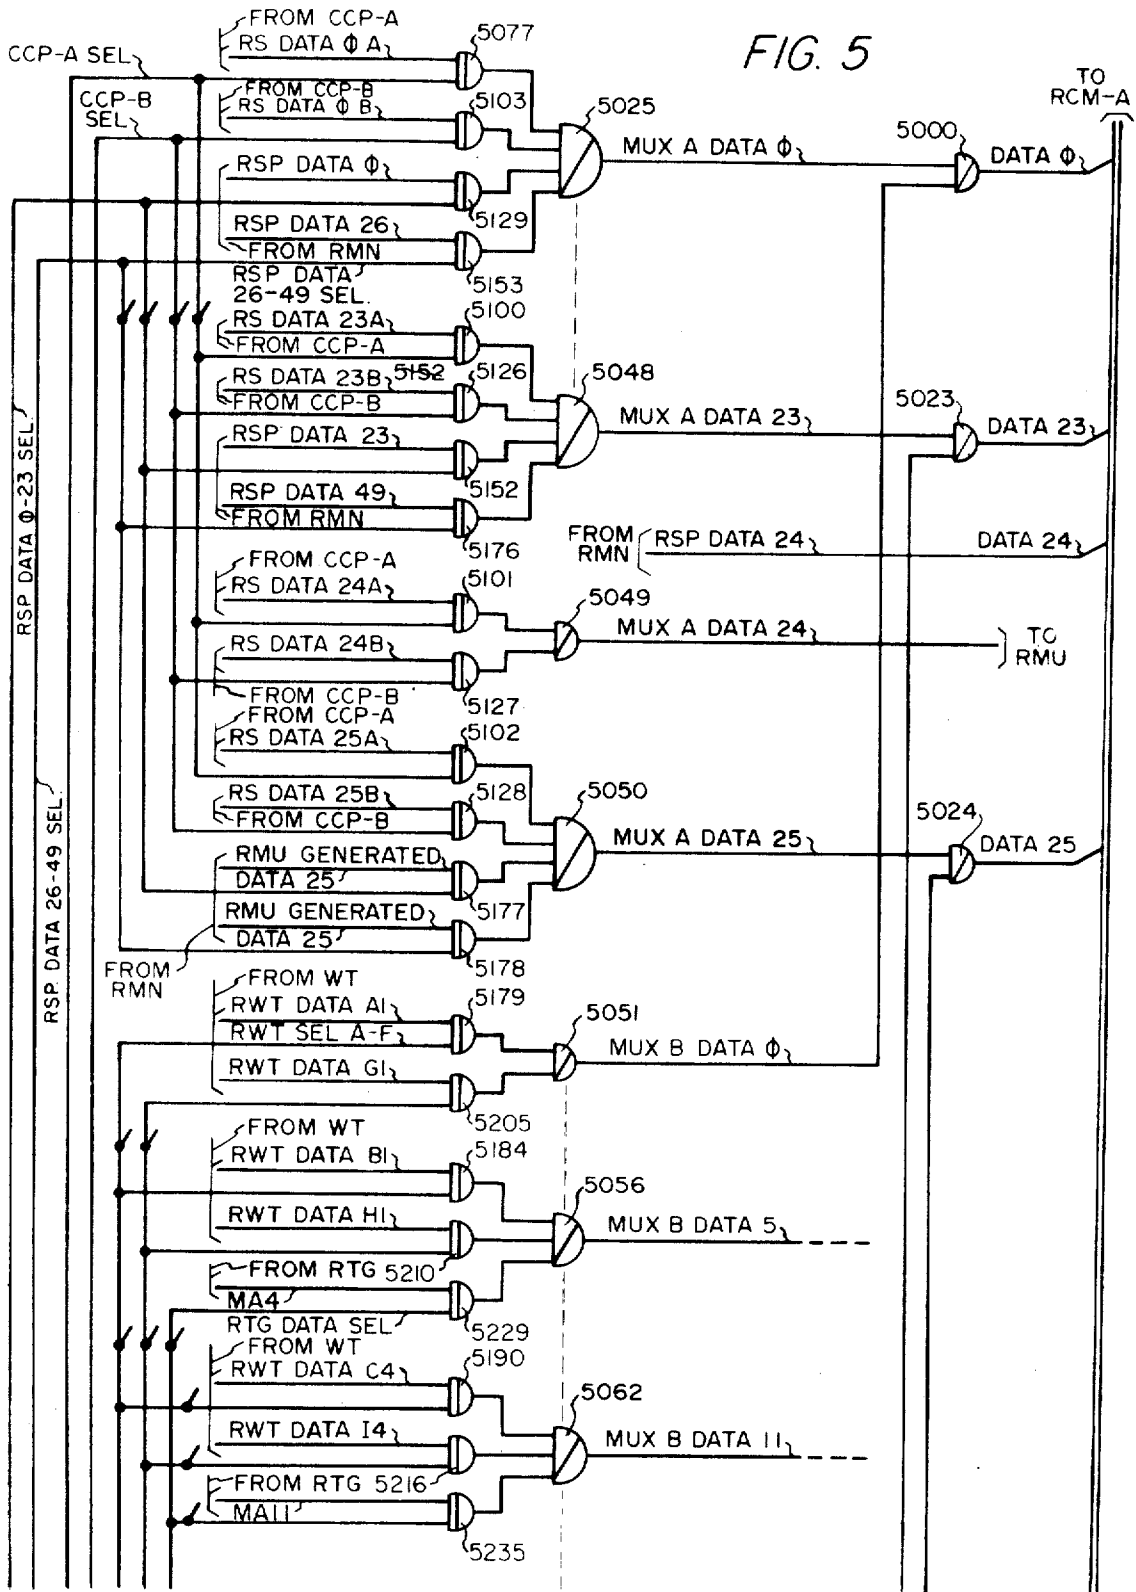 FIG. 5
FROM CCP-A
RS DATA Φ A
5077
CCP-A SEL
TO
RCM-A
CCP-B
SEL
FROM CCP-B
RS DATA Φ B
5103
5025
MUX A DATA Φ
5000
DATA Φ
RSP DATA Φ
5129
RSP DATA 26
FROM RMN
RSP DATA
26-49 SEL.
5153
5100
RS DATA 23A
FROM CCP-A
5152
5126
RS DATA 23B
FROM CCP-B
5048
MUX A DATA 23
5023
DATA 23
RSP DATA 23
5152
RSP DATA 49
FROM RMN
5176
RSP DATA Φ-23 SEL
FROM
RMN
RSP DATA 24
DATA 24
FROM CCP-A
5101
RS DATA 24A
5049
MUX A DATA 24
TO
RMU
RS DATA 24B
FROM CCP-B
5127
FROM CCP-A
5102
RS DATA 25A
RS DATA 25B
5128
FROM CCP-B
5050
MUX A DATA 25
5024
DATA 25
RMU GENERATED
DATA 25
5177
RMU GENERATED
DATA 25
5178
FROM
RMN
RSP DATA 26-49 SEL
FROM WT
5179
RWT DATA A1
RWT SEL A-F
5051
MUX B DATA Φ
RWT DATA G1
5205
FROM WT
5184
RWT DATA B1
5056
MUX B DATA 5
RWT DATA H1
FROM RTG
5210
MA4
RTG DATA SEL
5229
FROM WT
5190
RWT DATA C4
5062
MUX B DATA 11
RWT DATA I4
FROM RTG
5216
MA11
5235